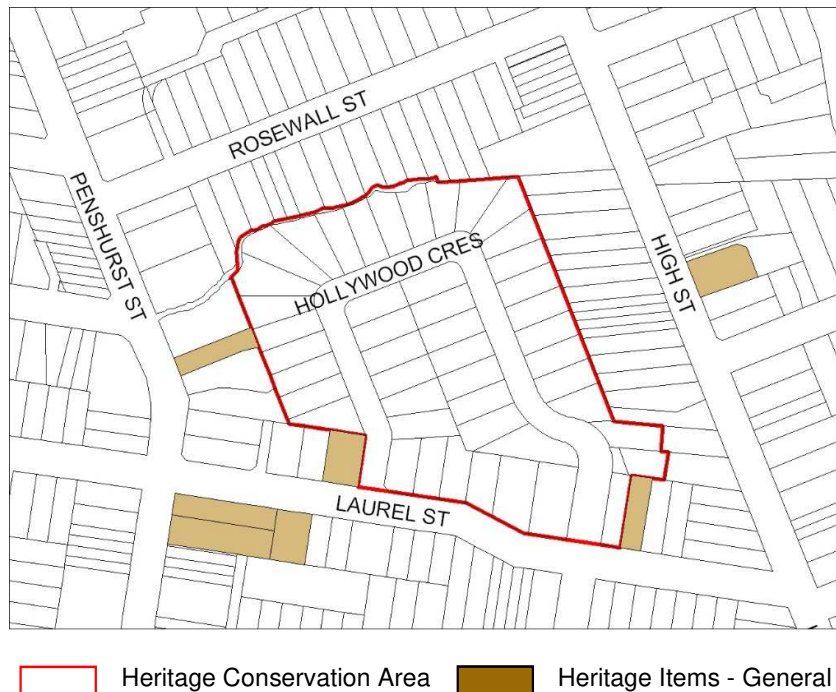 ROSEWALL ST
PENSHURST ST
HOLLYWOOD CRES
HIGH ST
LAUREL ST
Heritage Conservation Area
Heritage Items - General